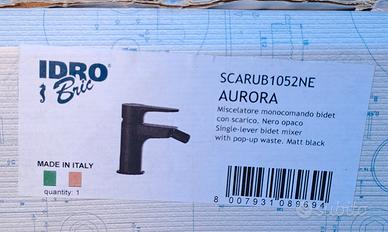 IDRO
Bric
SCARUB1052NE
AURORA
Miscelatore monocomando bidet
con scarico. Nero opaco
Single-lever bidet mixer
with pop-up waste. Matt black
MADE IN ITALY
quantity: 1
8 007931 089694
subito